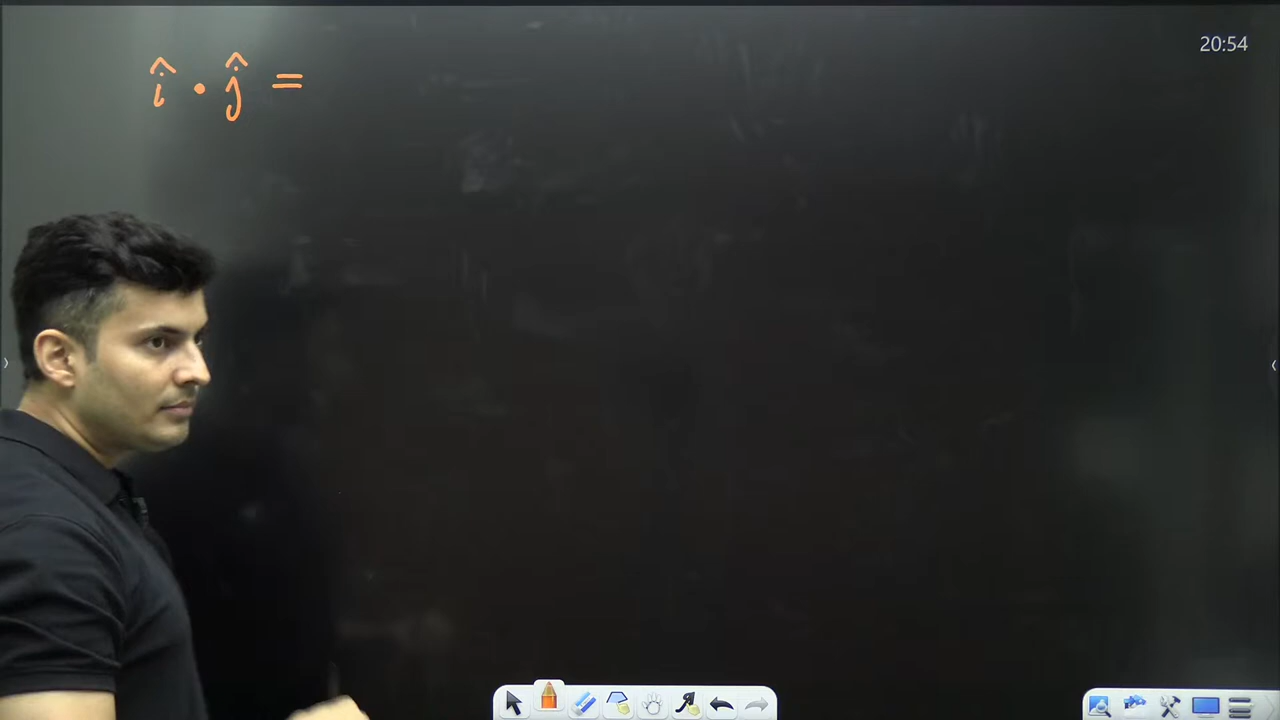 î · ĵ =
20:54